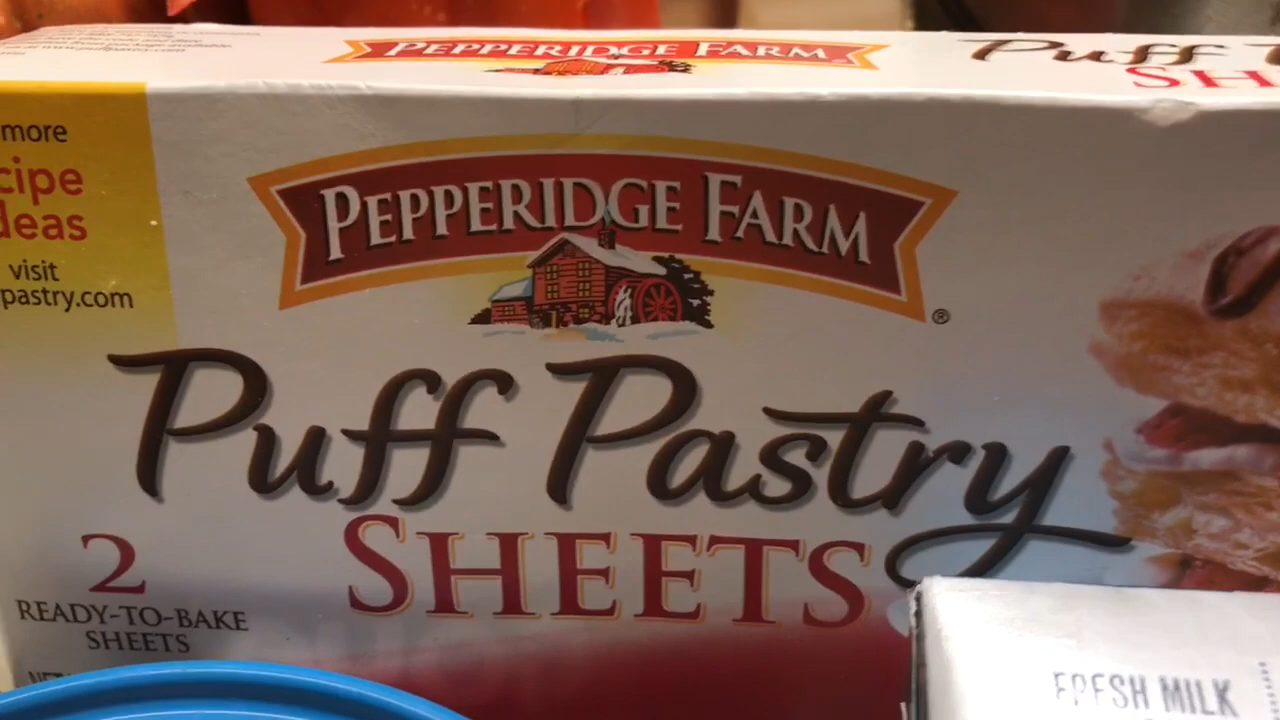 PEPPERIDGE FARM
Puff
SH
more
cipe
deas
visit
pastry.com
PEPPERIDGE FARM
®
Puff Pastry
SHEETS
2
READY-TO-BAKE
SHEETS
FRESH MILK